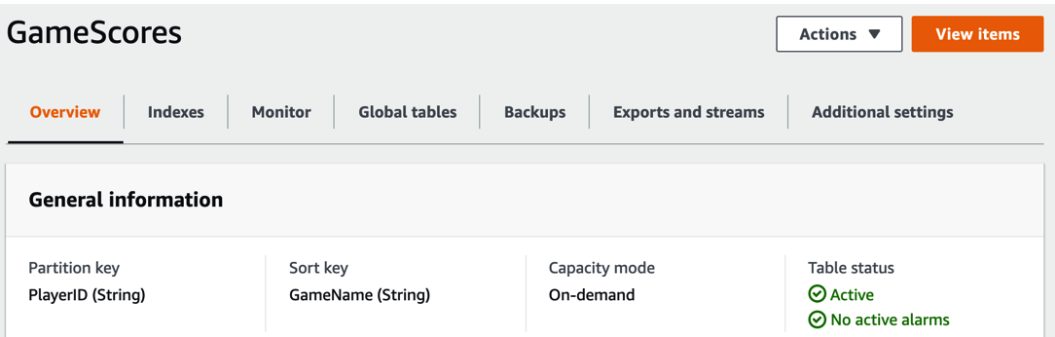 GameScores
Actions
View items
Overview
Indexes
Monitor
Global tables
Backups
Exports and streams
Additional settings
General information
Partition key
PlayerID (String)
Sort key
GameName (String)
Capacity mode
On-demand
Table status
Active
No active alarms